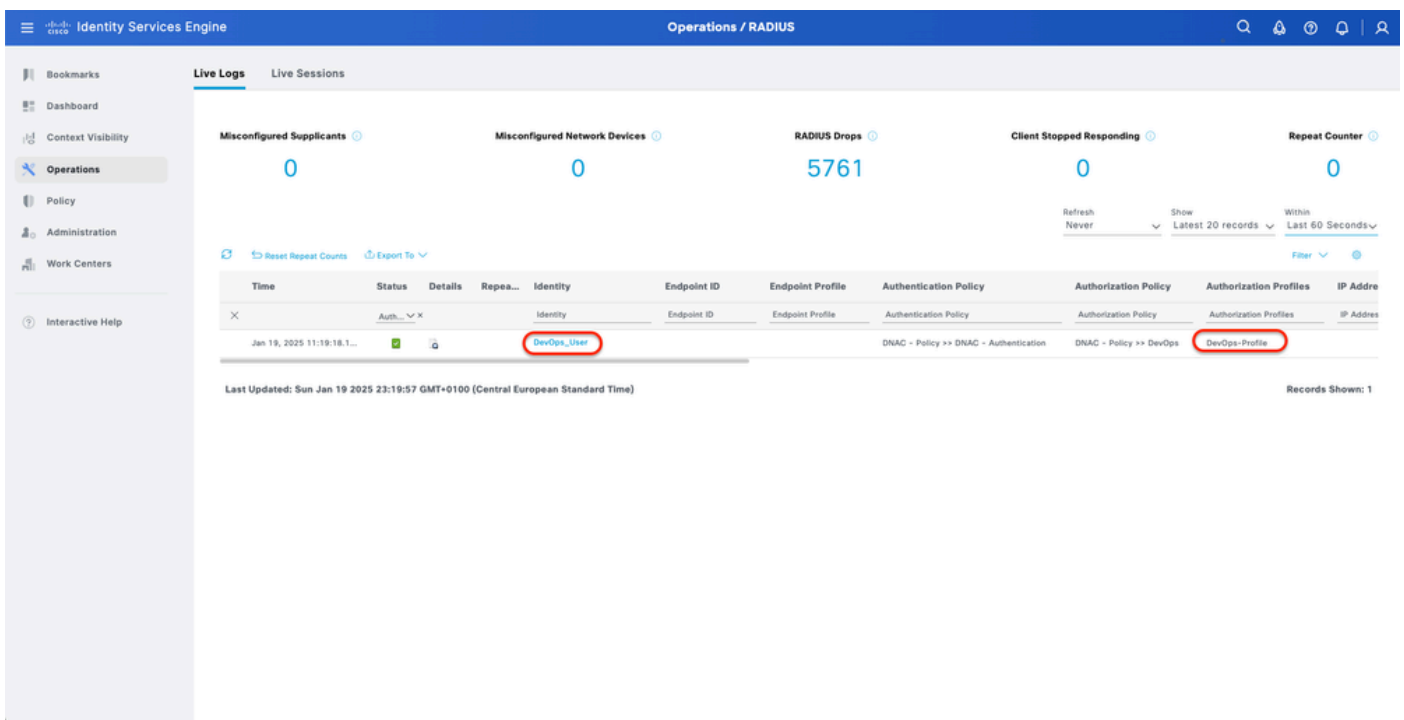 cisco Identity Services Engine
Operations / RADIUS
Bookmarks
Dashboard
Context Visibility
Operations
Policy
Administration
Work Centers
Interactive Help
Live Logs Live Sessions
Misconfigured Supplicants Misconfigured Network Devices RADIUS Drops Client Stopped Responding Repeat Counter
0 0 5761 0 0
Refresh Show Within
Never Latest 20 records Last 60 Seconds
Reset Repeat Counts Export To Filter
Time Status Details Repea... Identity Endpoint ID Endpoint Profile Authentication Policy Authorization Policy Authorization Profiles IP Addre
Auth... Identity Endpoint ID Endpoint Profile Authentication Policy Authorization Policy Authorization Profiles IP Addres
Jan 19, 2025 11:19:18.1... DevOps_User DNAC - Policy >> DNAC - Authentication DNAC - Policy >> DevOps DevOps-Profile
Last Updated: Sun Jan 19 2025 23:19:57 GMT+0100 (Central European Standard Time) Records Shown: 1